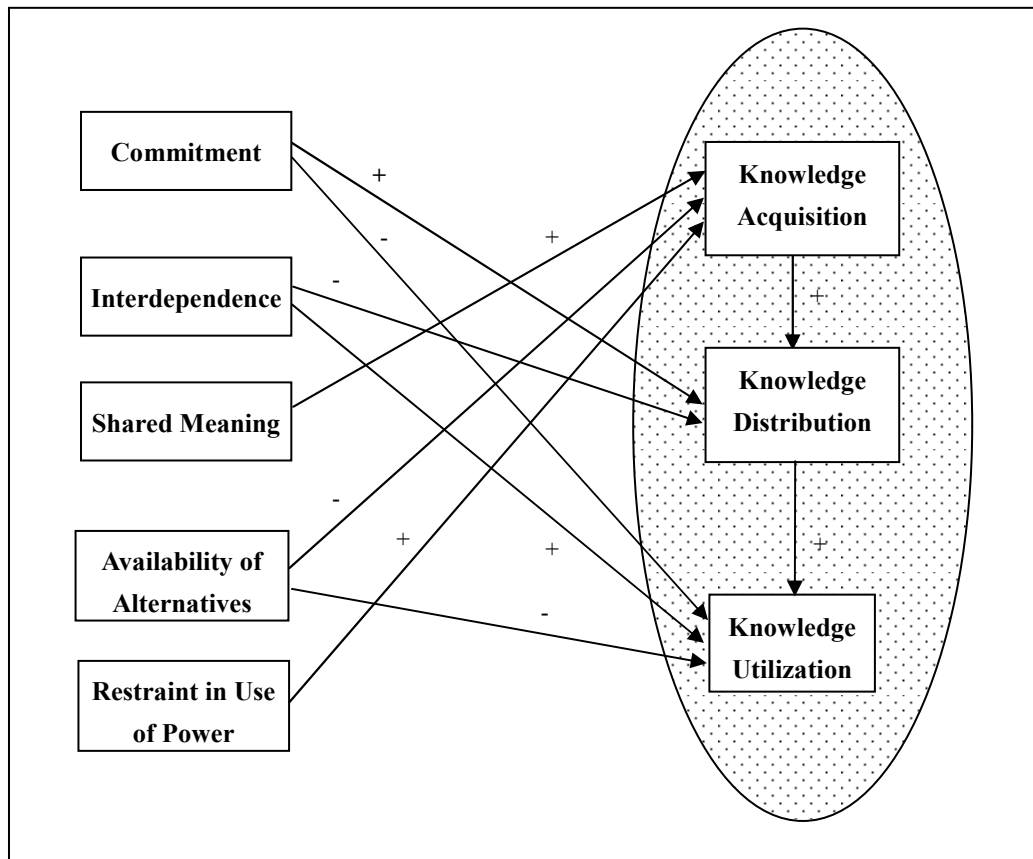 Commitment
Interdependence
Shared Meaning
Availability of
Alternatives
Restraint in Use
of Power
+
-
+
-
-
+
+
-
Knowledge
Acquisition
+
Knowledge
Distribution
+
Knowledge
Utilization